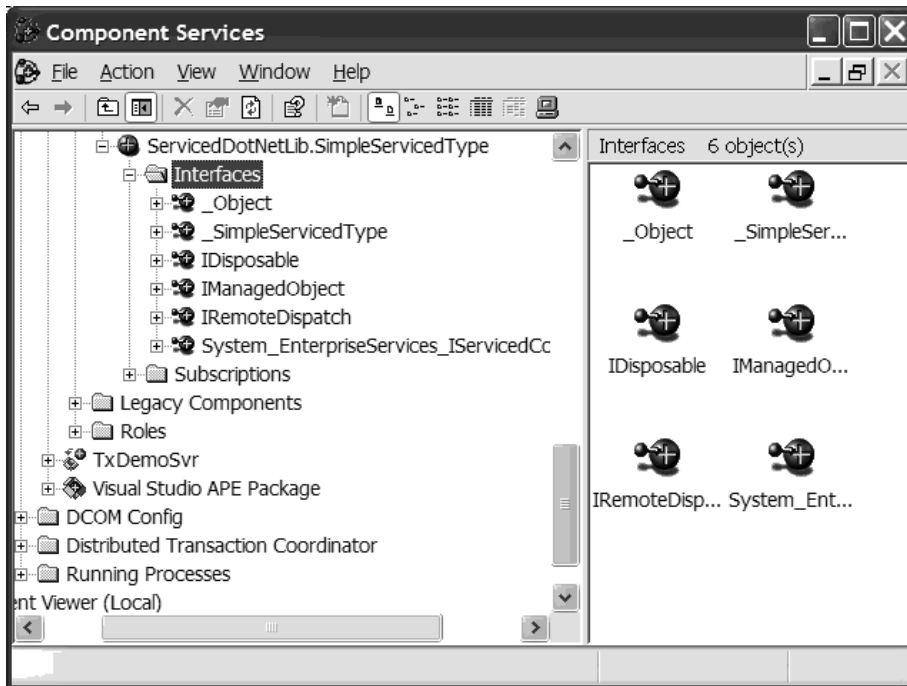 Component Services
File Action View Window Help
ServicedDotNetLib.SimpleServicedType
Interfaces
_Object
_SimpleServicedType
IDisposable
IManagedObject
IRemoteDispatch
System_EnterpriseServices_IServicedCo
Subscriptions
Legacy Components
Roles
TxDemoSvr
Visual Studio APE Package
DCOM Config
Distributed Transaction Coordinator
Running Processes
ent Viewer (Local)
Interfaces 6 object(s)
_Object _SimpleSer...
IDisposable IManagedO...
IRemoteDisp... System_Ent...